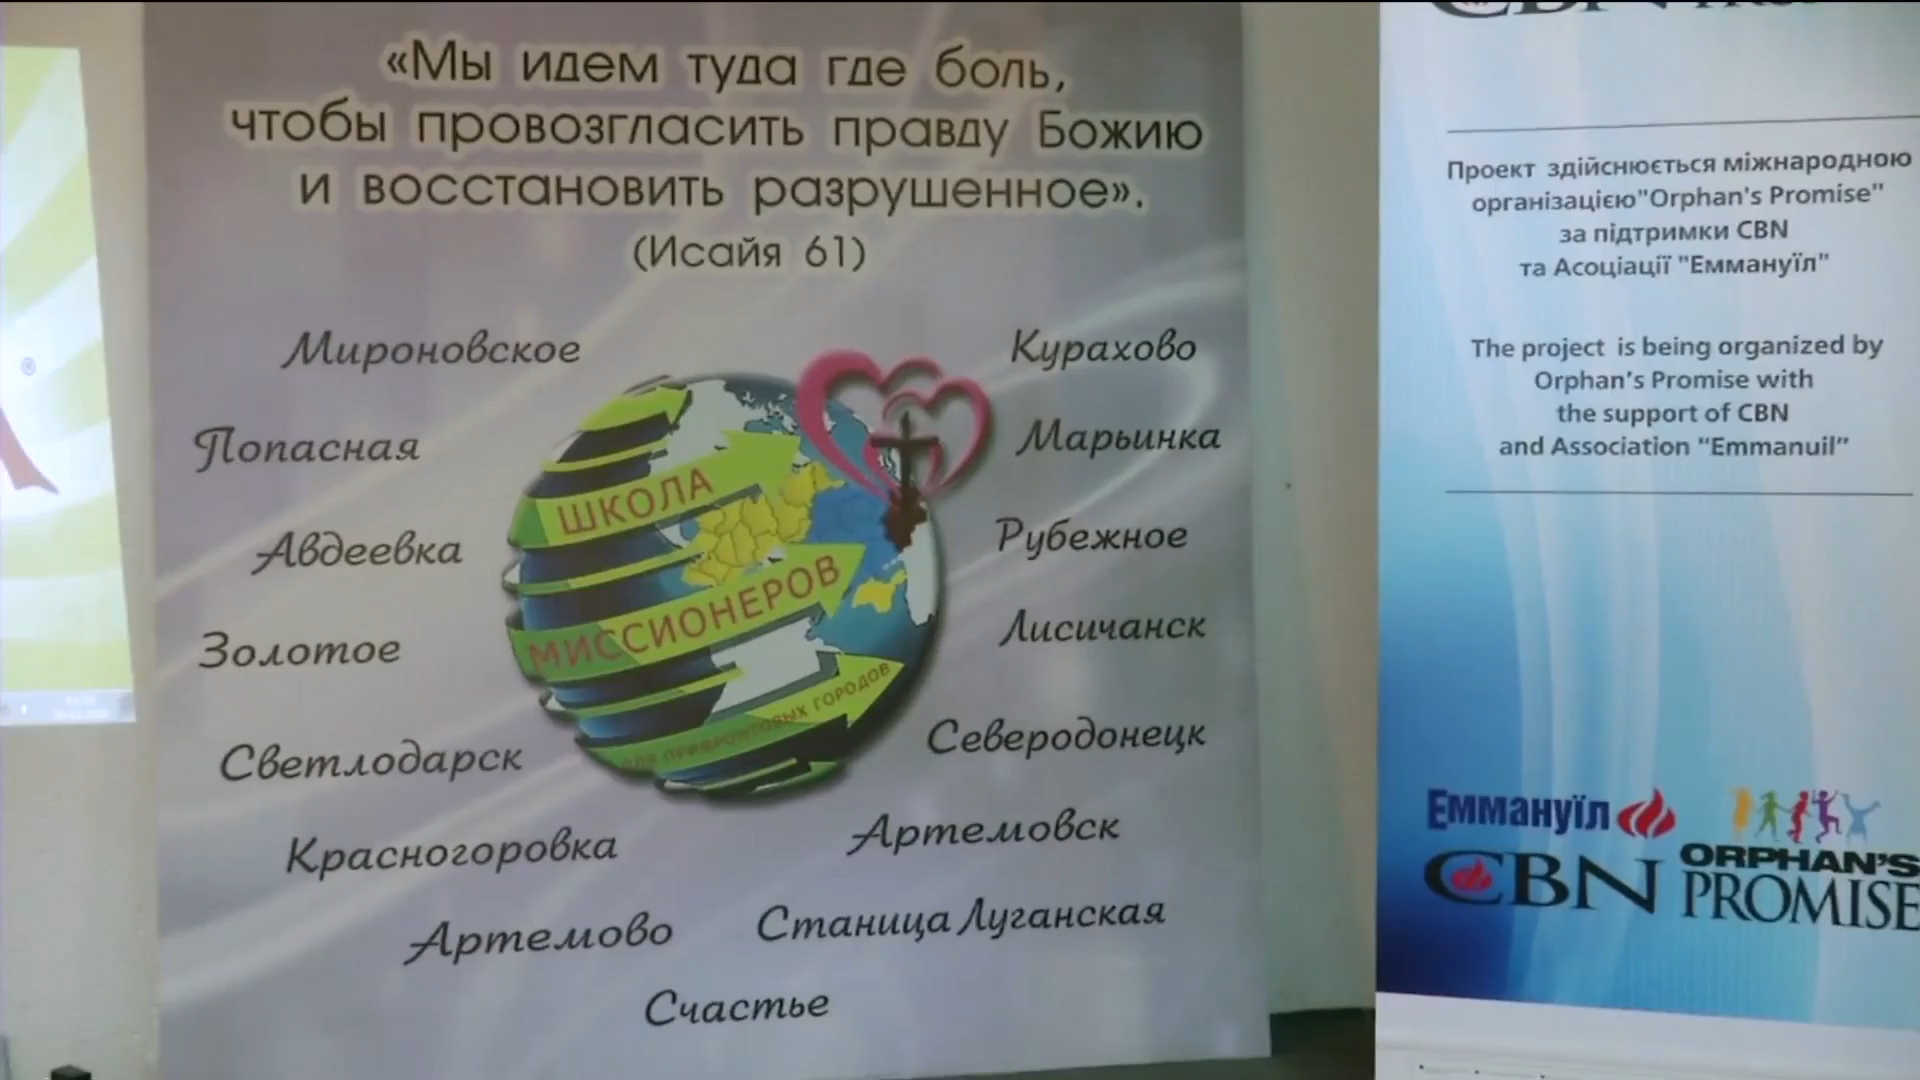 «Мы идем туда где боль,
чтобы провозгласить правду Божию
и восстановить разрушенное».
(Исайя 61)
Мироновское
Попасная
Авдеевка
Золотое
Светлодарск
Красногоровка
Артемово
Счастье
Курахово
Марьинка
Рубежное
Лисичанск
Северодонецк
Артемовск
Станица Луганская
ШКОЛА
МИССИОНЕРОВ
ДЛЯ ПРИФРОНТОВЫХ ГОРОДОВ
®
Проект здійснюється міжнародною
організацією"Orphan's Promise"
за підтримки CBN
та Асоціації "Еммануїл"
The project is being organized by
Orphan's Promise with
the support of CBN
and Association "Emmanuil"
Еммануїл
CBN
ORPHAN'S
PROMISE